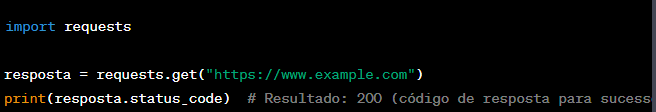 import requests
resposta = requests.get("https://www.example.com")
print(resposta.status_code)  # Resultado: 200 (código de resposta para sucess